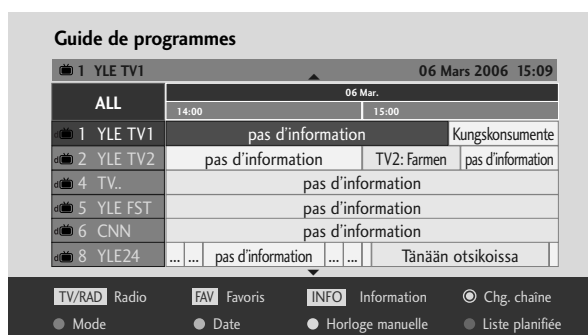 Guide de programmes
1 YLE TV1 06 Mars 2006 15:09
ALL 06 Mar.
14:00 15:00
1 YLE TV1 pas d'information Kungskonsumente
2 YLE TV2 pas d'information TV2: Farmen pas d'information
4 TV.. pas d'information
5 YLE FST pas d'information
6 CNN pas d'information
8 YLE24 ... ... pas d'information ... ... Tänään otsikoissa
TV/RAD Radio FAV Favoris INFO Information Chg. chaîne
Mode Date Horloge manuelle Liste planifiée